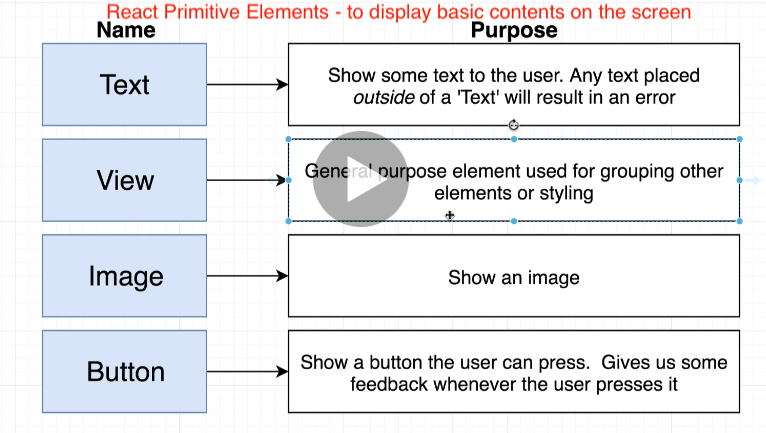 React Primitive Elements - to display basic contents on the screen
Name
Purpose
Text
Show some text to the user. Any text placed
outside of a 'Text' will result in an error
View
General purpose element used for grouping other
elements or styling
Image
Show an image
Button
Show a button the user can press.  Gives us some
feedback whenever the user presses it